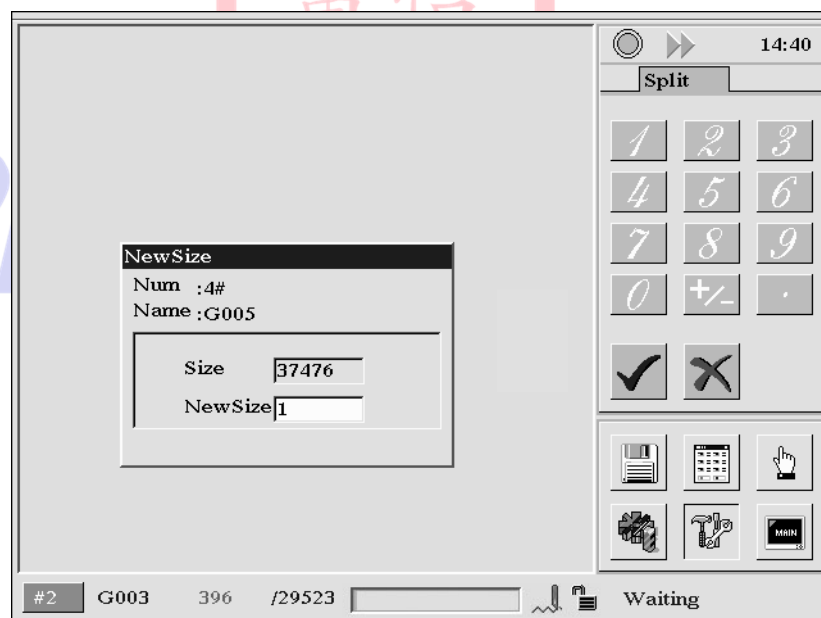 14:40
Split
1 2 3
4 5 6
7 8 9
0 +/- .
NewSize
Num :4#
Name :G005
Size 37476
NewSize 1
MAIN
#2 G003 396 /29523 Waiting